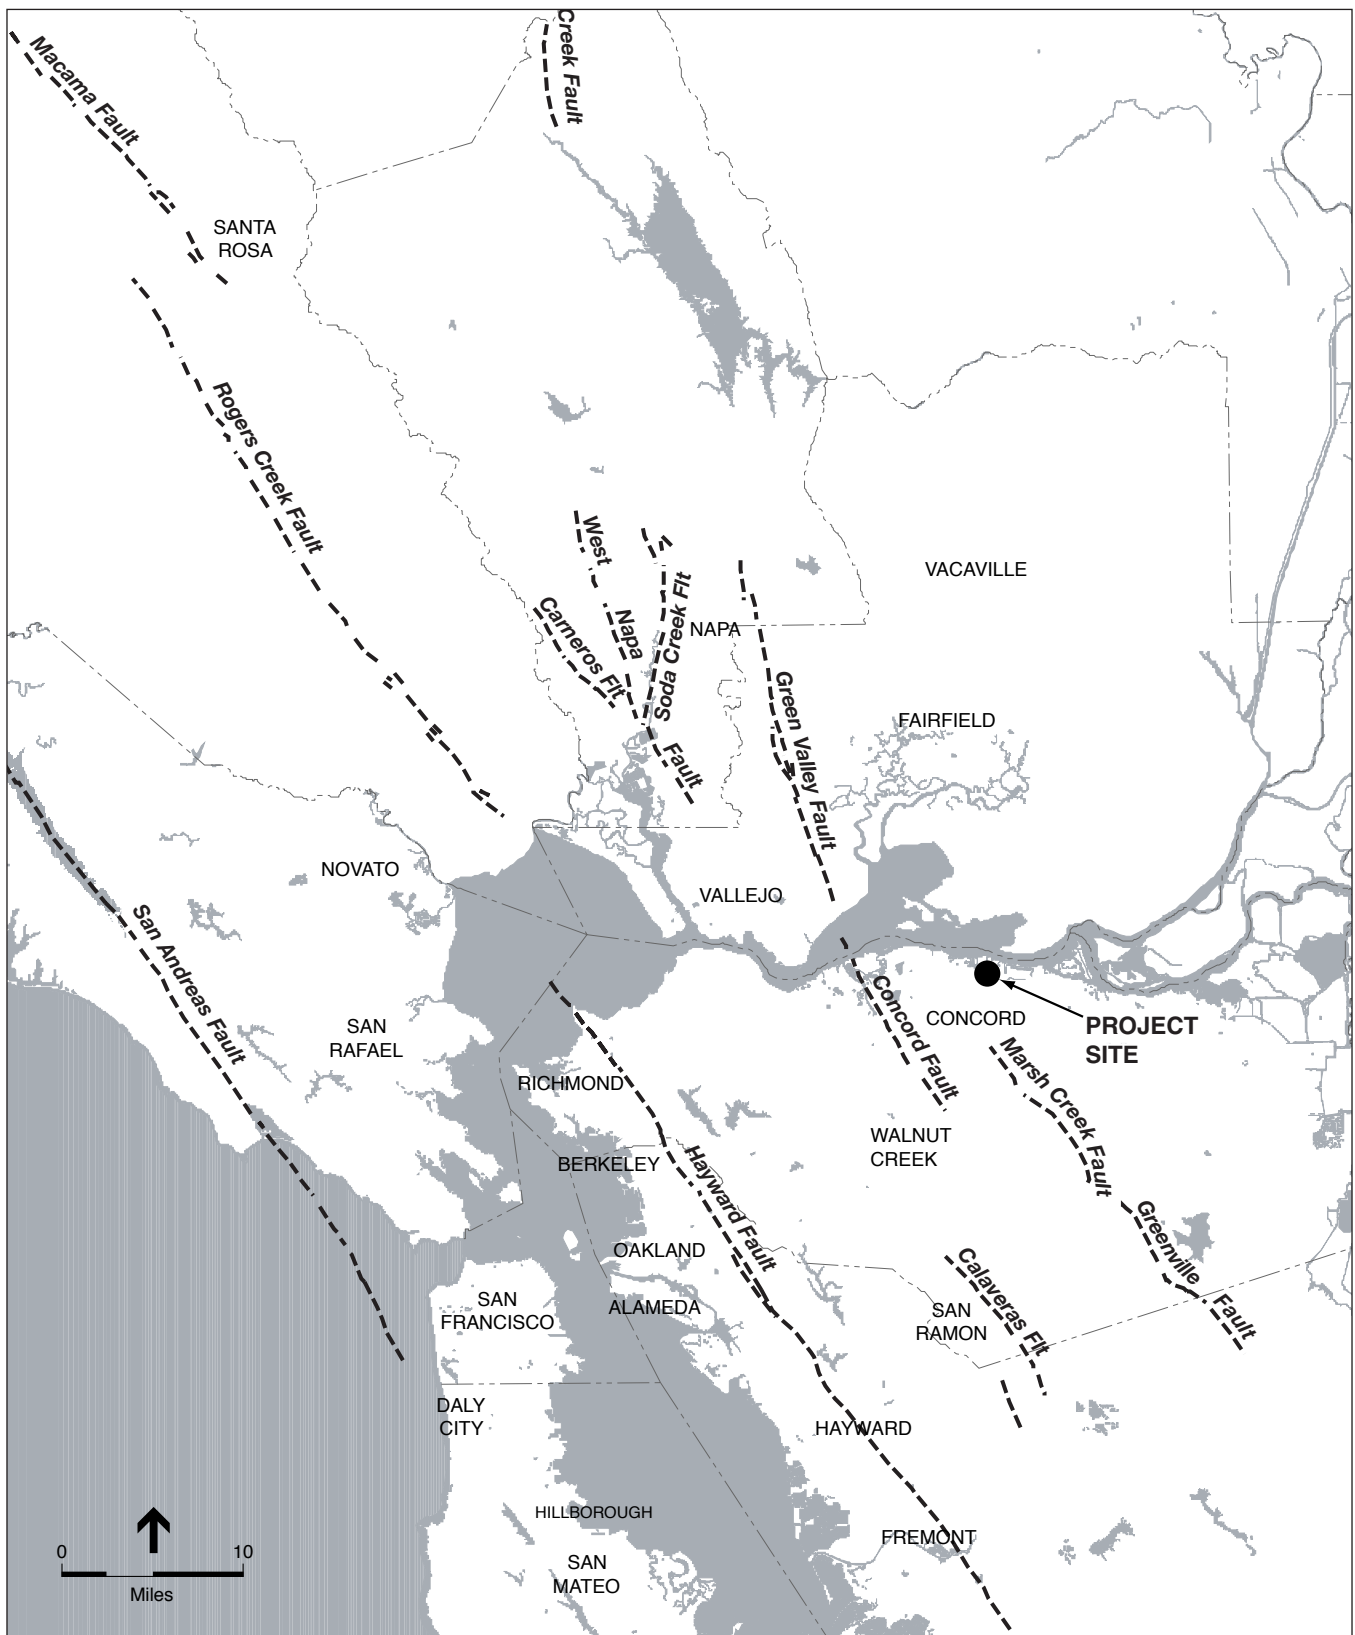 Creek Fault
Macama Fault
SANTA
ROSA
Rogers Creek Fault
West
Napa
Fault
Carneros Flt
Soda Creek Flt
NAPA
VACAVILLE
Green Valley Fault
FAIRFIELD
NOVATO
VALLEJO
San Andreas Fault
SAN
RAFAEL
Concord Fault
CONCORD
PROJECT
SITE
Marsh Creek Fault
RICHMOND
WALNUT
CREEK
BERKELEY
Hayward Fault
Greenville
Fault
OAKLAND
Calaveras Flt
SAN
FRANCISCO
ALAMEDA
SAN
RAMON
DALY
CITY
HAYWARD
HILLBOROUGH
FREMONT
SAN
MATEO
0 10
Miles